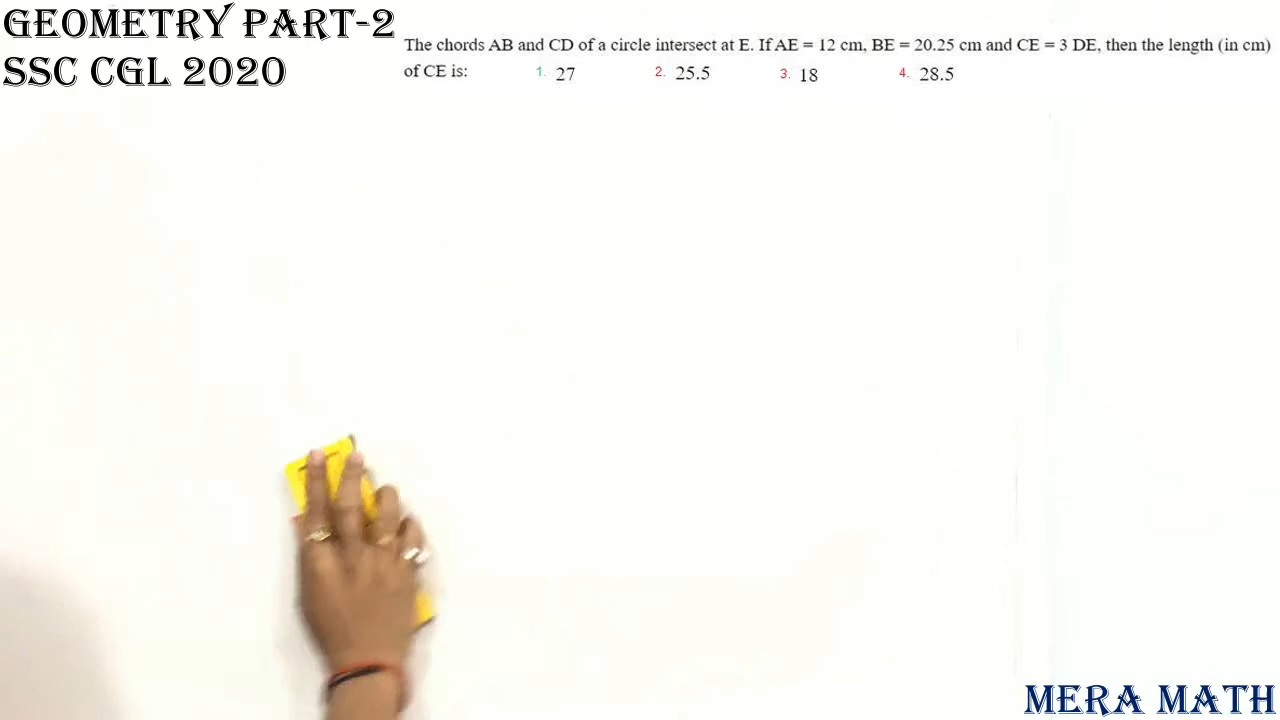 GEOMETRY PART-2
SSC CGL 2020
The chords AB and CD of a circle intersect at E. If AE = 12 cm, BE = 20.25 cm and CE = 3 DE, then the length (in cm)
of CE is: 1. 27 2. 25.5 3. 18 4. 28.5
MERA MATH